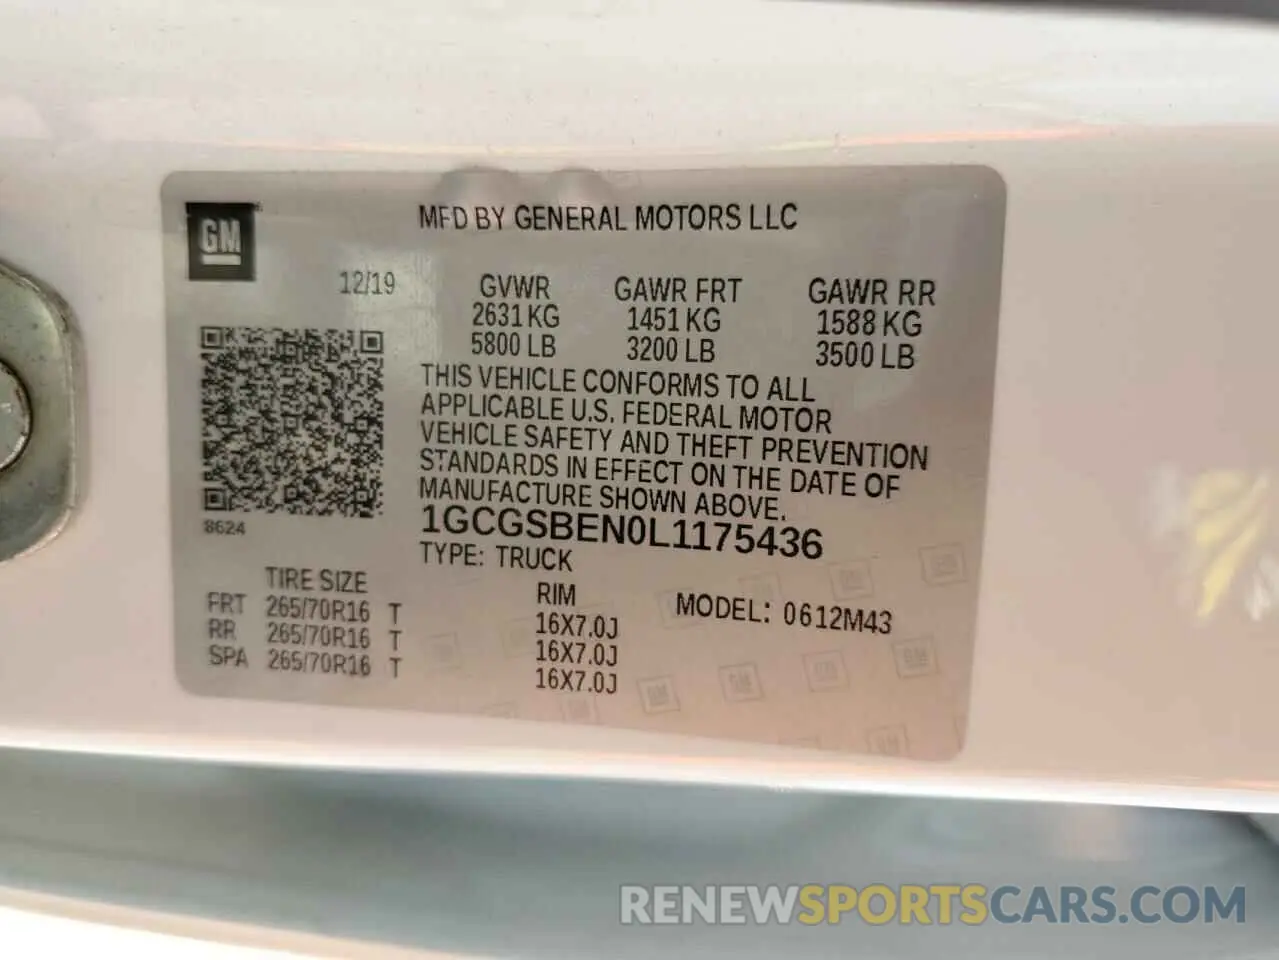 GM
MFD BY GENERAL MOTORS LLC
12/19 GVWR GAWR FRT GAWR RR
2631 KG 1451 KG 1588 KG
5800 LB 3200 LB 3500 LB
THIS VEHICLE CONFORMS TO ALL
APPLICABLE U.S. FEDERAL MOTOR
VEHICLE SAFETY AND THEFT PREVENTION
STANDARDS IN EFFECT ON THE DATE OF
MANUFACTURE SHOWN ABOVE.
8624
1GCGSBEN0L1175436
TYPE: TRUCK
TIRE SIZE RIM MODEL: 0612M43
FRT 265/70R16 T 16X7.0J
RR 265/70R16 T 16X7.0J
SPA 265/70R16 T 16X7.0J
RENEWSPORTSCARS.COM